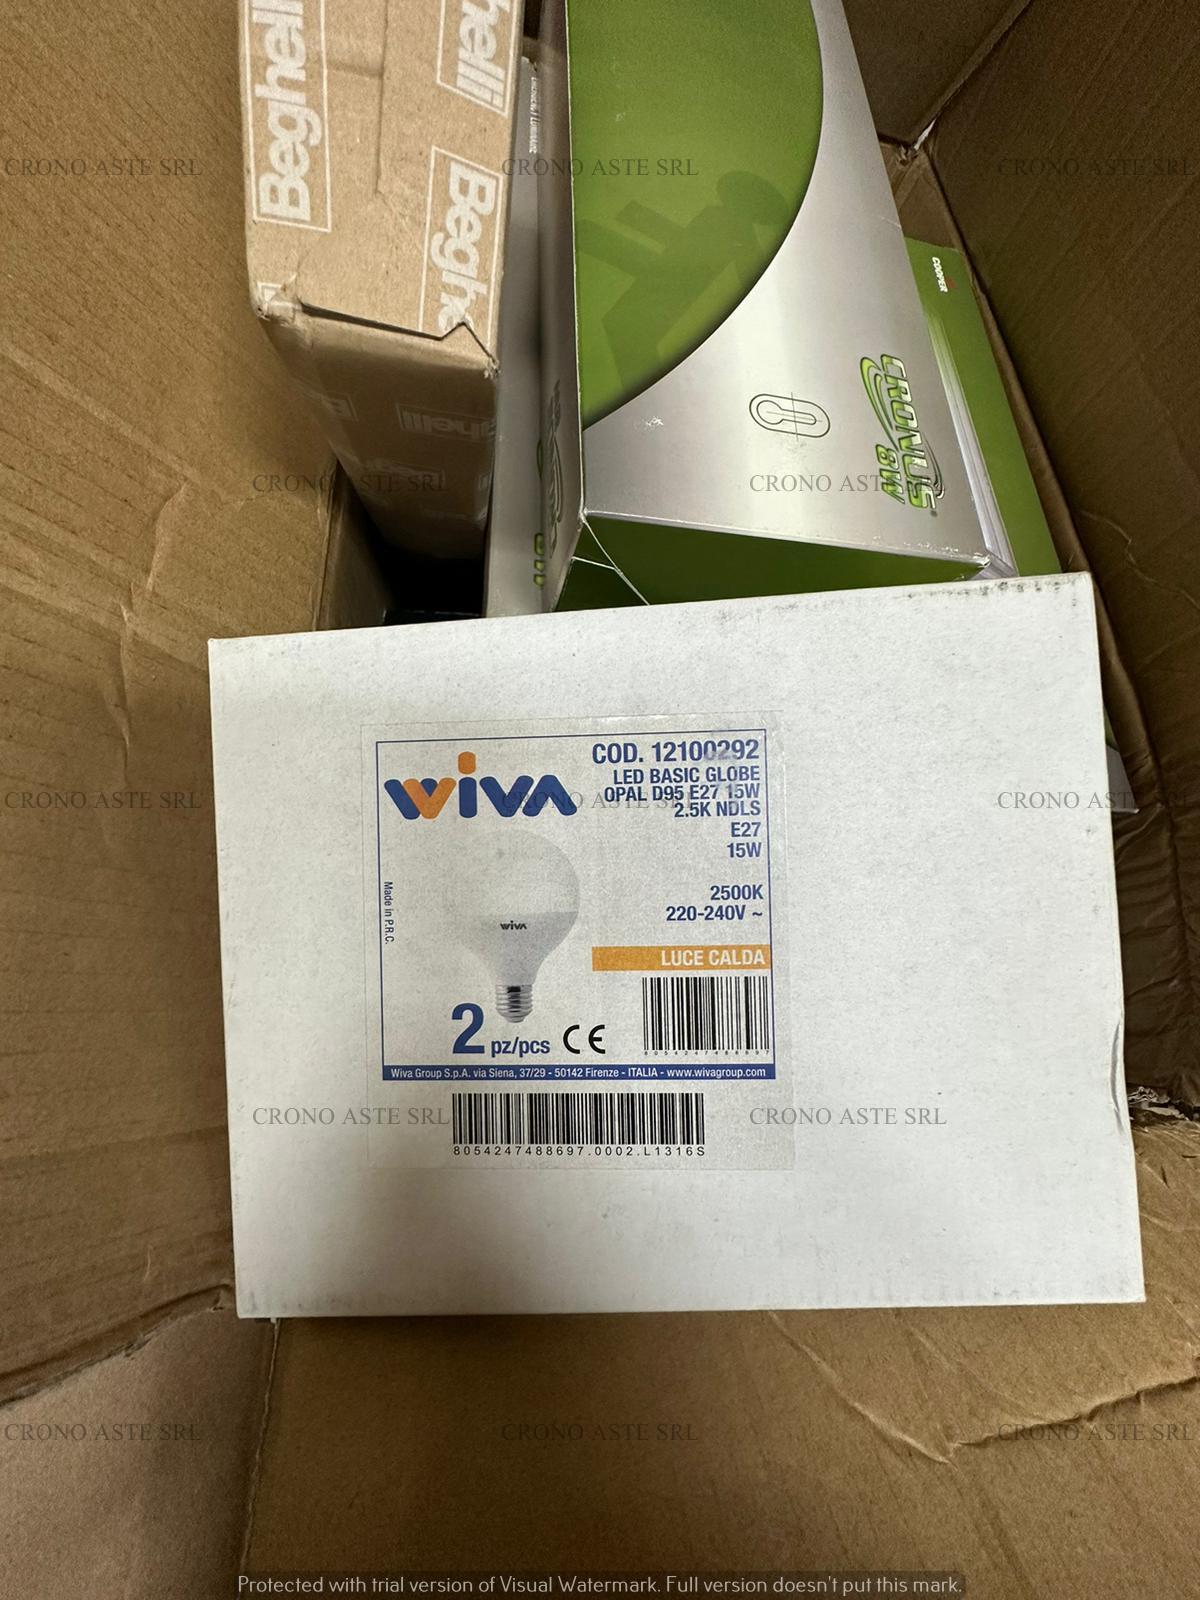 Beghelli
helli
Beghe
COOPER
CRONUS
8W
wiva
COD. 12100292
LED BASIC GLOBE
OPAL D95 E27 15W
2.5K NDLS
E27
15W
2500K
220-240V ~
LUCE CALDA
Made in P.R.C.
wiva
2 pz/pcs CE
8054247488697
Wiva Group S.p.A. via Siena, 37/29 - 50142 Firenze - ITALIA - www.wivagroup.com
8054247488697.0002.L1316S
CRONO ASTE SRL CRONO ASTE SRL CRONO ASTE SRL
CRONO ASTE SRL CRONO ASTE SRL
CRONO ASTE SRL CRONO ASTE SRL CRONO ASTE SRL
CRONO ASTE SRL CRONO ASTE SRL
CRONO ASTE SRL CRONO ASTE SRL CRONO ASTE SRL
Protected with trial version of Visual Watermark. Full version doesn't put this mark.